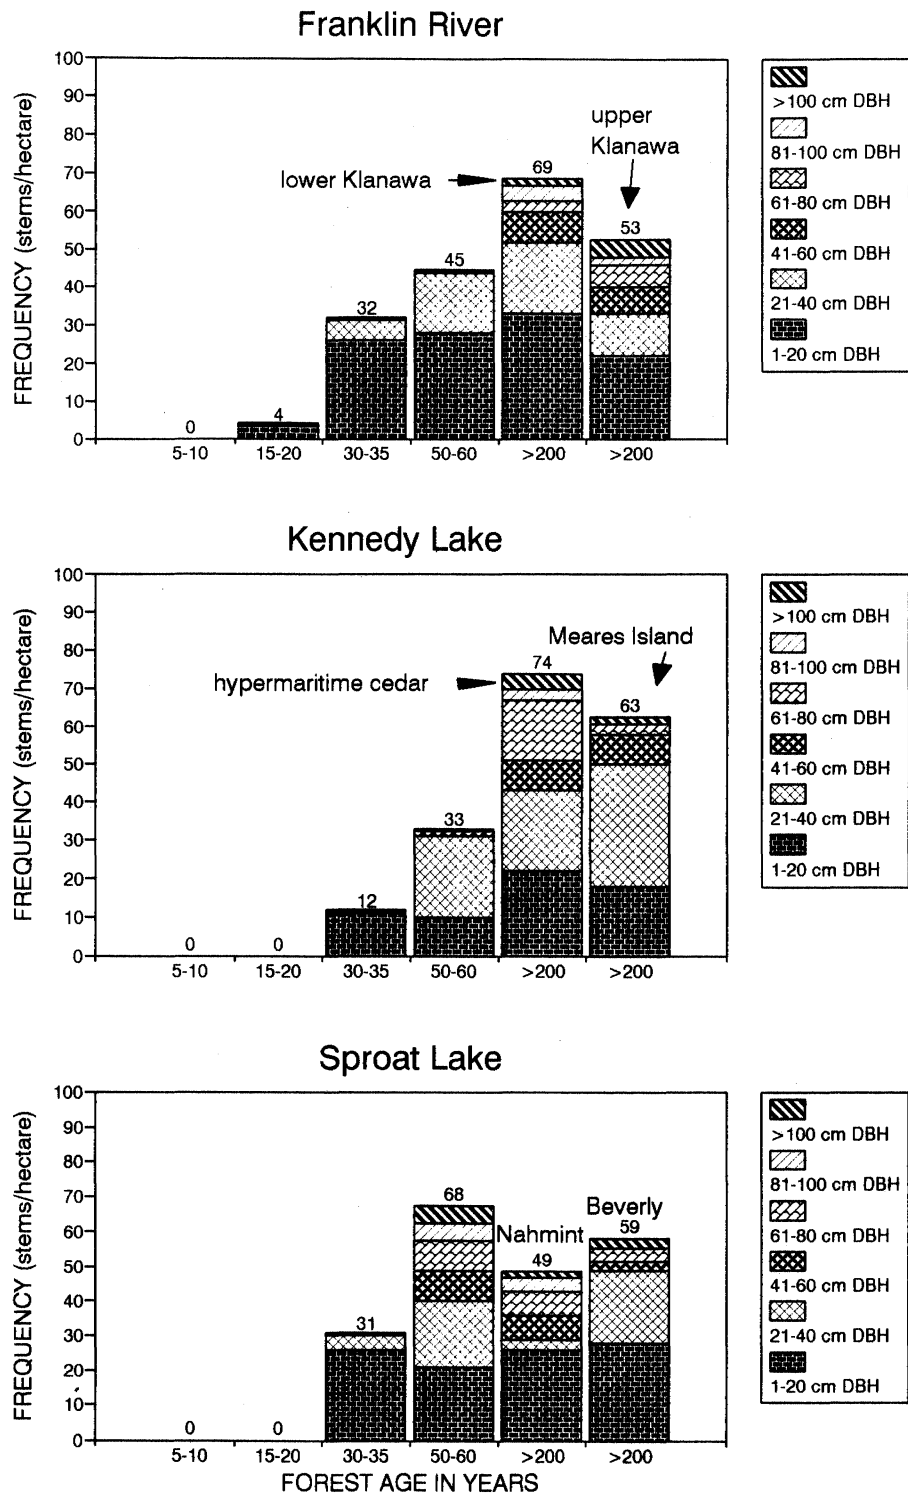 Franklin River
FREQUENCY (stems/hectare)
100
90
80
70
60
50
40
30
20
10
0
lower Klanawa
upper
Klanawa
0
4
32
45
69
53
5-10
15-20
30-35
50-60
>200
>200
>100 cm DBH
81-100 cm DBH
61-80 cm DBH
41-60 cm DBH
21-40 cm DBH
1-20 cm DBH
Kennedy Lake
FREQUENCY (stems/hectare)
100
90
80
70
60
50
40
30
20
10
0
hypermaritime cedar
Meares Island
0
0
12
33
74
63
5-10
15-20
30-35
50-60
>200
>200
>100 cm DBH
81-100 cm DBH
61-80 cm DBH
41-60 cm DBH
21-40 cm DBH
1-20 cm DBH
Sproat Lake
FREQUENCY (stems/hectare)
100
90
80
70
60
50
40
30
20
10
0
Nahmint
Beverly
0
0
31
68
49
59
5-10
15-20
30-35
50-60
>200
>200
FOREST AGE IN YEARS
>100 cm DBH
81-100 cm DBH
61-80 cm DBH
41-60 cm DBH
21-40 cm DBH
1-20 cm DBH